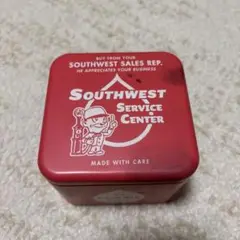 BUY FROM YOUR
SOUTHWEST SALES REP.
HE APPRECIATES YOUR BUSINESS
SOUTHWEST
SERVICE
CENTER
MADE WITH CARE